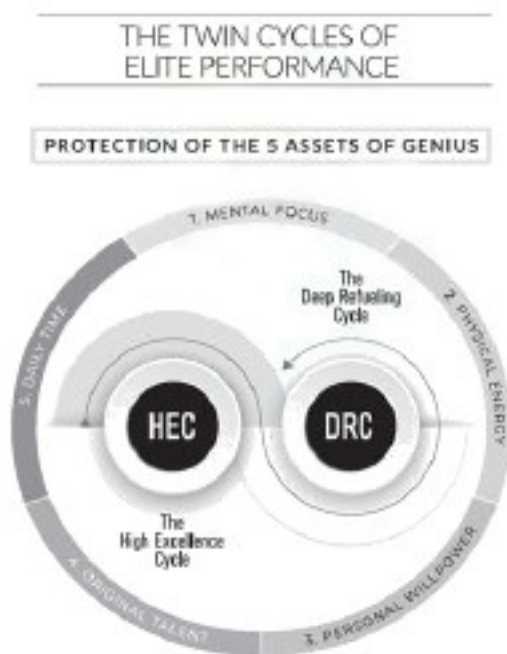 THE TWIN CYCLES OF
ELITE PERFORMANCE
PROTECTION OF THE 5 ASSETS OF GENIUS
1. MENTAL FOCUS
2. PHYSICAL ENERGY
The
Deep Refueling
Cycle
5. DAILY TIME
HEC
DRC
The
High Excellence
Cycle
4. ORIGINAL TALENT
3. PERSONAL WILLPOWER